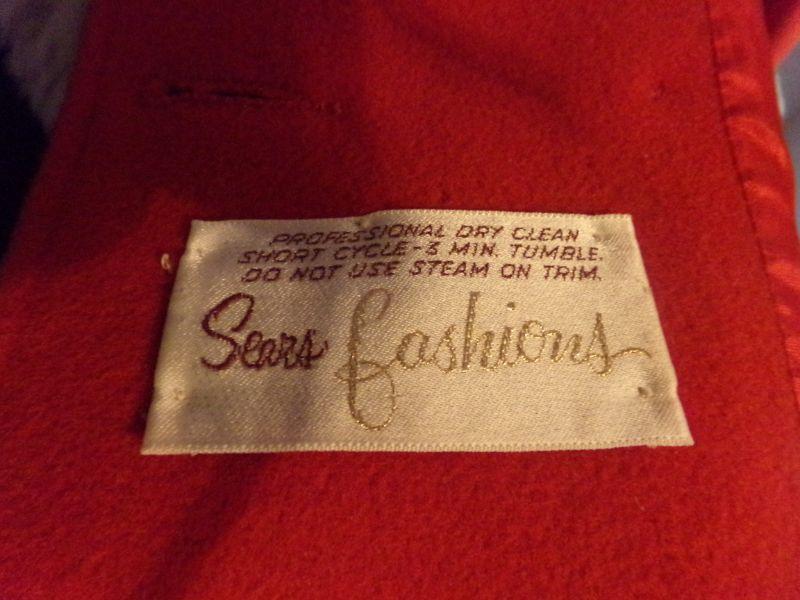 PROFESSIONAL DRY CLEAN
SHORT CYCLE - 3 MIN. TUMBLE.
DO NOT USE STEAM ON TRIM.
Sears fashions